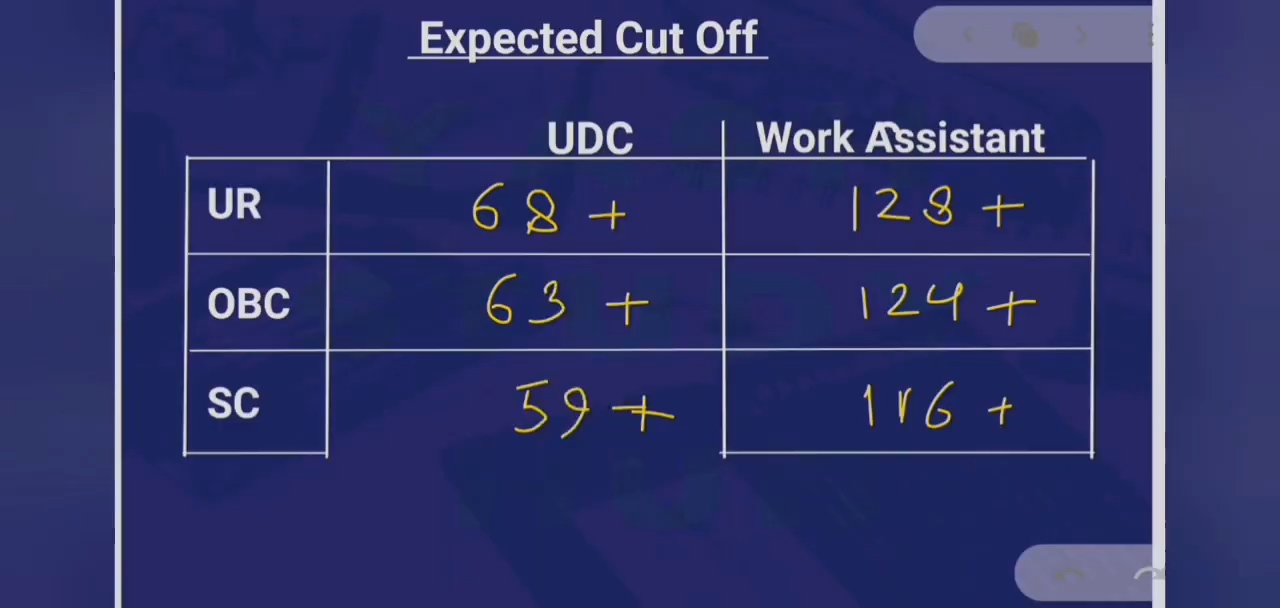 Expected Cut Off
UDC Work Assistant
UR 68 + 128 +
OBC 63 + 124 +
SC 59 + 116 +